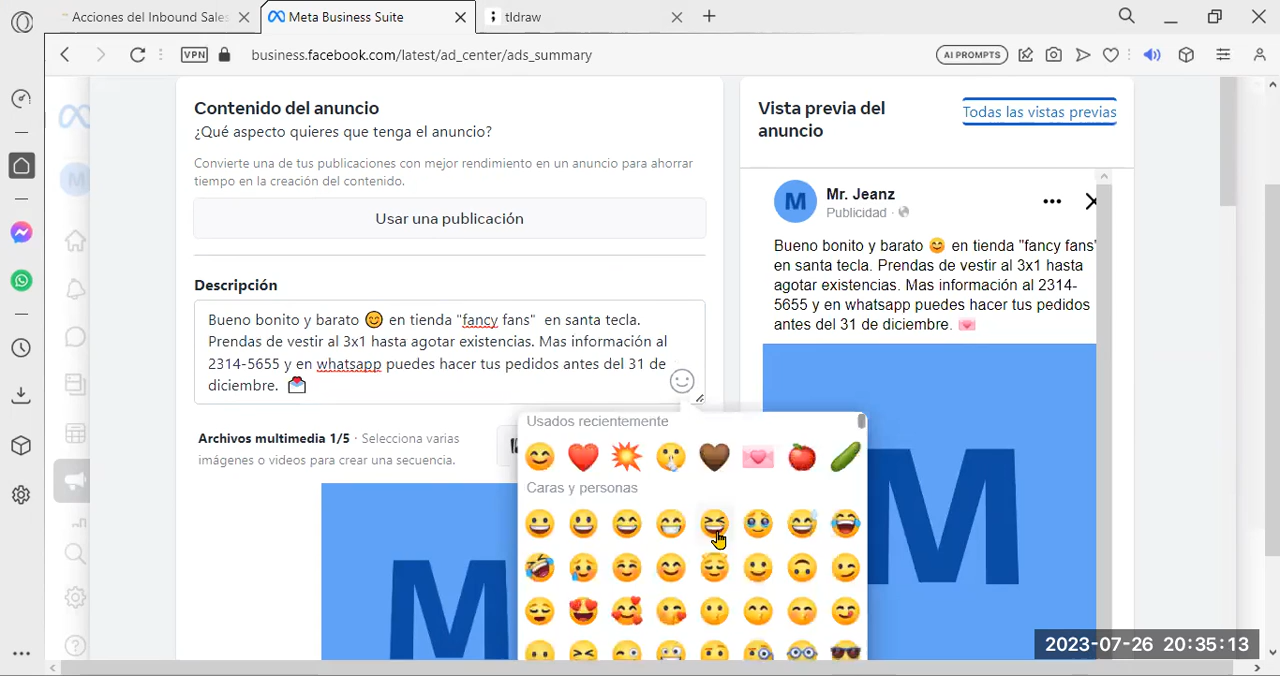 Acciones del Inbound Sales
Meta Business Suite
tldraw
VPN
business.facebook.com/latest/ad_center/ads_summary
AI PROMPTS
Contenido del anuncio
¿Qué aspecto quieres que tenga el anuncio?
Convierte una de tus publicaciones con mejor rendimiento en un anuncio para ahorrar
tiempo en la creación del contenido.
Usar una publicación
Descripción
Bueno bonito y barato 😊 en tienda "fancy fans"  en santa tecla.
Prendas de vestir al 3x1 hasta agotar existencias. Mas información al
2314-5655 y en whatsapp puedes hacer tus pedidos antes del 31 de
diciembre. 💌
Archivos multimedia 1/5 · Selecciona varias
imágenes o videos para crear una secuencia.
M
Usados recientemente
Caras y personas
Vista previa del
anuncio
Todas las vistas previas
M
Mr. Jeanz
Publicidad ·
Bueno bonito y barato 😊 en tienda "fancy fans"
en santa tecla. Prendas de vestir al 3x1 hasta
agotar existencias. Mas información al 2314-
5655 y en whatsapp puedes hacer tus pedidos
antes del 31 de diciembre. 💌
M
M
2023-07-26 20:35:13